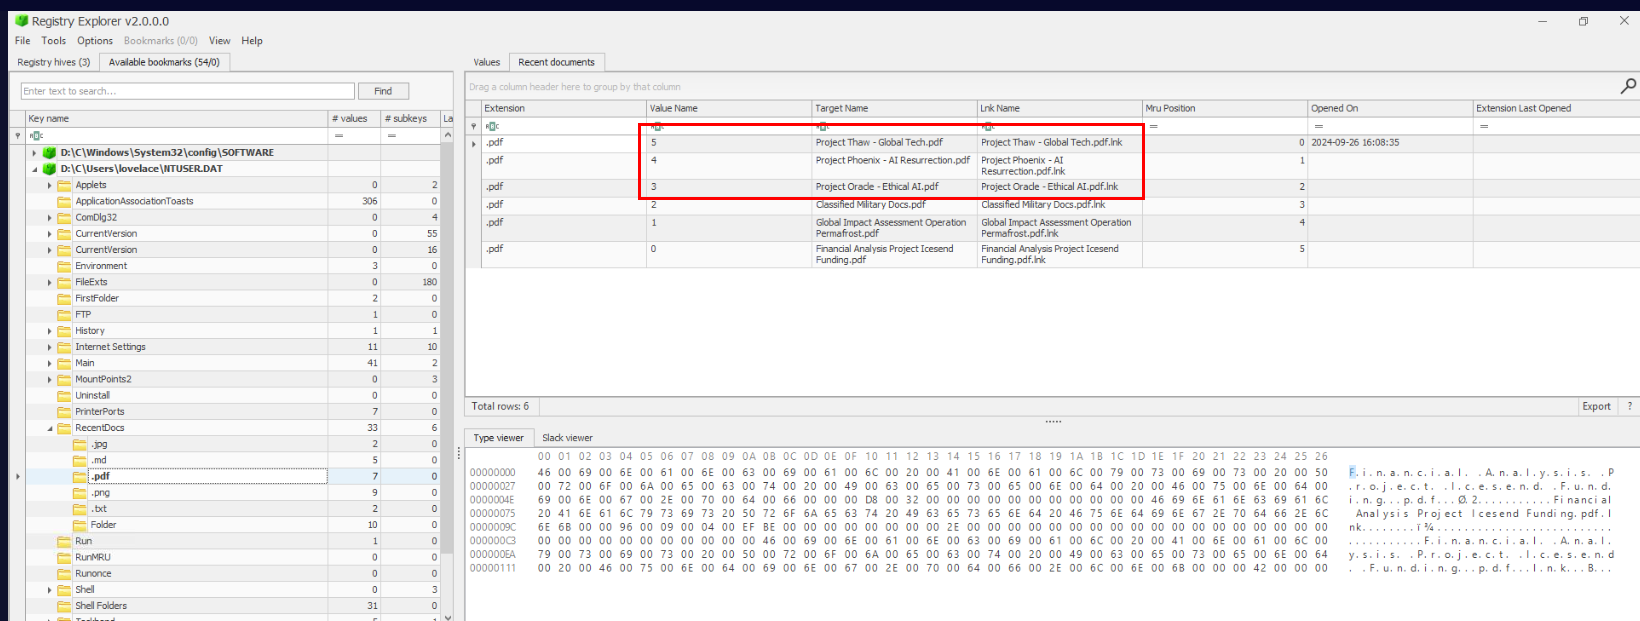 Registry Explorer v2.0.0.0
File Tools Options Bookmarks (0/0) View Help
Registry hives (3) Available bookmarks (54/0)
Enter text to search... Find
Key name # values # subkeys La
=  =
D:\C\Windows\System32\config\SOFTWARE
D:\C\Users\lovelace\NTUSER.DAT
Applets 0 2
ApplicationAssociationToasts 306 0
ComDlg32 0 4
CurrentVersion 0 55
CurrentVersion 0 16
Environment 3 0
FileExts 0 180
FirstFolder 2 0
FTP 1 0
History 1 1
Internet Settings 11 10
Main 41 2
MountPoints2 0 3
Uninstall 0 0
PrinterPorts 7 0
RecentDocs 33 6
.jpg 2 0
.md 5 0
.pdf 7 0
.png 9 0
.txt 2 0
Folder 10 0
Run 1 0
RunMRU 0 0
Runonce 0 0
Shell 0 3
Shell Folders 31 0
Values Recent documents
Drag a column header here to group by that column
Extension Value Name Target Name Lnk Name Mru Position Opened On Extension Last Opened
= = =
.pdf 5 Project Thaw - Global Tech.pdf Project Thaw - Global Tech.pdf.lnk 0 2024-09-26 16:08:35
.pdf 4 Project Phoenix - AI Resurrection.pdf Project Phoenix - AI 1
Resurrection.pdf.lnk
.pdf 3 Project Oracle - Ethical AI.pdf Project Oracle - Ethical AI.pdf.lnk 2
.pdf 2 Classified Military Docs.pdf Classified Military Docs.pdf.lnk 3
.pdf 1 Global Impact Assessment Operation Global Impact Assessment Operation 4
Permafrost.pdf Permafrost.pdf.lnk
.pdf 0 Financial Analysis Project Icesend Financial Analysis Project Icesend 5
Funding.pdf Funding.pdf.lnk
Total rows: 6 Export ?
Type viewer Slack viewer
00 01 02 03 04 05 06 07 08 09 0A 0B 0C 0D 0E 0F 10 11 12 13 14 15 16 17 18 19 1A 1B 1C 1D 1E 1F 20 21 22 23 24 25 26
00000000 46 00 69 00 6E 00 61 00 6E 00 63 00 69 00 61 00 6C 00 20 00 41 00 6E 00 61 00 6C 00 79 00 73 00 69 00 73 00 20 00 50 F.i.n.a.n.c.i.a.l. .A.n.a.l.y.s.i.s. .P
00000027 00 72 00 6F 00 6A 00 65 00 63 00 74 00 20 00 49 00 63 00 65 00 73 00 65 00 6E 00 64 00 20 00 46 00 75 00 6E 00 64 00 .r.o.j.e.c.t. .I.c.e.s.e.n.d. .F.u.n.d.
0000004E 69 00 6E 00 67 00 2E 00 70 00 64 00 66 00 00 00 D8 00 32 00 00 00 00 00 00 00 00 00 00 00 46 69 6E 61 6E 63 69 61 6C i.n.g...p.d.f...Ø.2...........Financial
00000075 20 41 6E 61 6C 79 73 69 73 20 50 72 6F 6A 65 63 74 20 49 63 65 73 65 6E 64 20 46 75 6E 64 69 6E 67 2E 70 64 66 2E 6C  Analysis Project Icesend Funding.pdf.l
0000009C 6E 6B 00 00 96 00 09 00 04 00 EF BE 00 00 00 00 00 00 00 00 2E 00 00 00 00 00 00 00 00 00 00 00 00 00 00 00 00 00 00 nk........ï¾...........................
000000C3 00 00 00 00 00 00 00 00 00 00 00 46 00 69 00 6E 00 61 00 6E 00 63 00 69 00 61 00 6C 00 20 00 41 00 6E 00 61 00 6C 00 ...........F.i.n.a.n.c.i.a.l. .A.n.a.l.
000000EA 79 00 73 00 69 00 73 00 20 00 50 00 72 00 6F 00 6A 00 65 00 63 00 74 00 20 00 49 00 63 00 65 00 73 00 65 00 6E 00 64 y.s.i.s. .P.r.o.j.e.c.t. .I.c.e.s.e.n.d
00000111 00 20 00 46 00 75 00 6E 00 64 00 69 00 6E 00 67 00 2E 00 70 00 64 00 66 00 2E 00 6C 00 6E 00 6B 00 00 00 42 00 00 00 . .F.u.n.d.i.n.g...p.d.f...l.n.k...B...